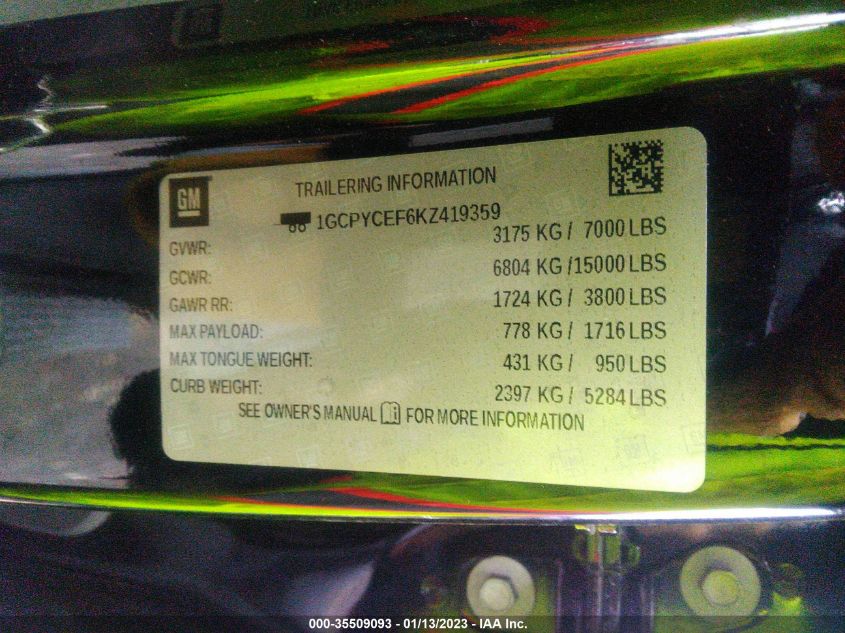 GM
TRAILERING INFORMATION
1GCPYCEF6KZ419359
GVWR: 3175 KG / 7000 LBS
GCWR: 6804 KG /15000 LBS
GAWR RR: 1724 KG / 3800 LBS
MAX PAYLOAD: 778 KG / 1716 LBS
MAX TONGUE WEIGHT: 431 KG / 950 LBS
CURB WEIGHT: 2397 KG / 5284 LBS
SEE OWNER'S MANUAL FOR MORE INFORMATION
000-35509093 - 01/13/2023 - IAA Inc.